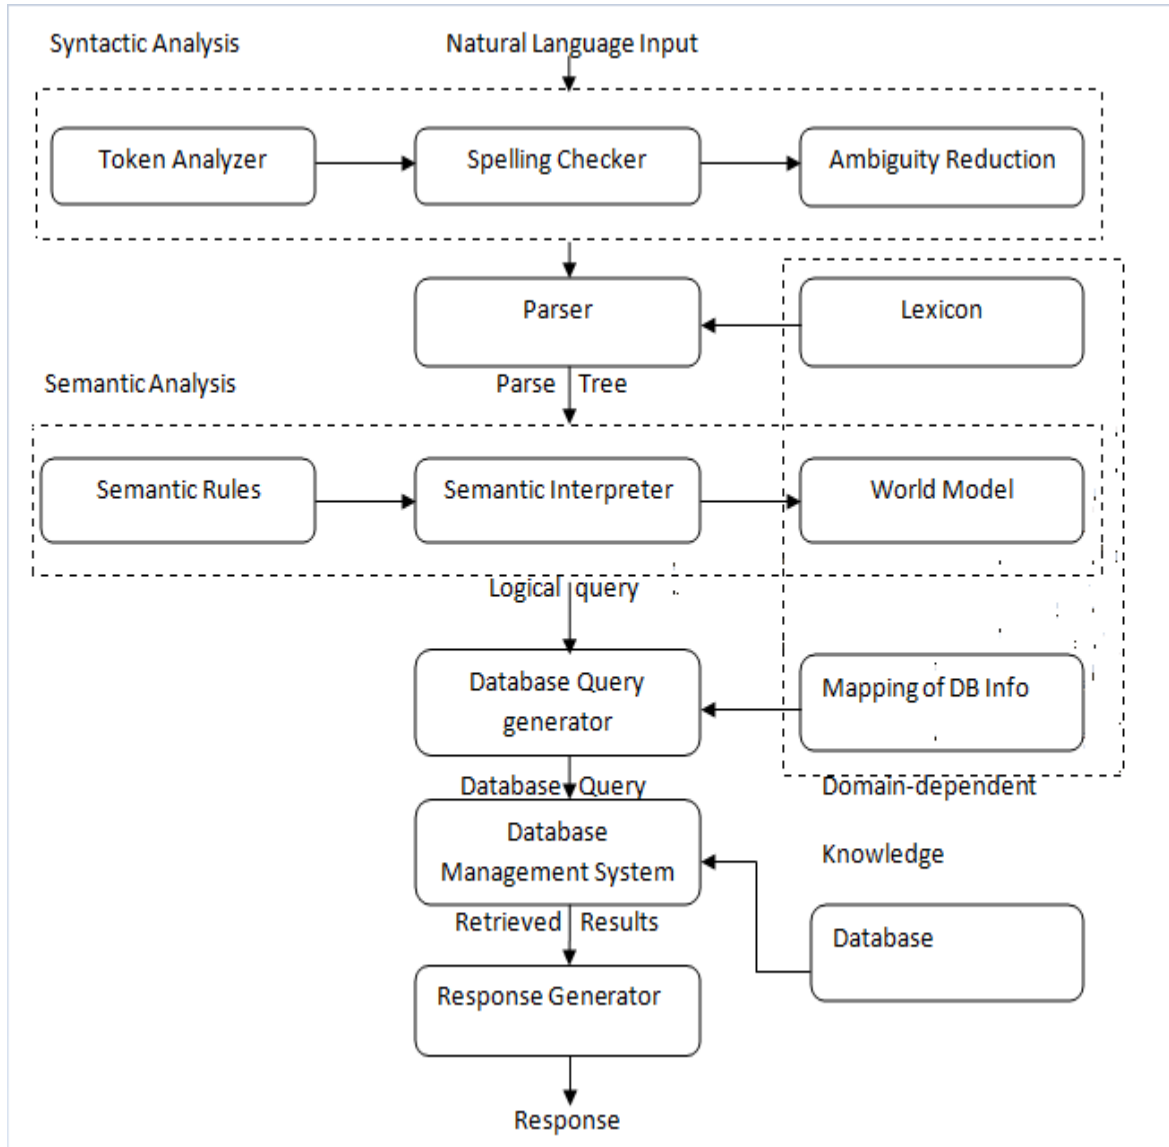 Syntactic Analysis
Natural Language Input
Token Analyzer
Spelling Checker
Ambiguity Reduction
Parser
Lexicon
Semantic Analysis
Parse Tree
Semantic Rules
Semantic Interpreter
World Model
Logical query
Database Query
generator
Mapping of DB Info
Database Query
Domain-dependent
Database
Management System
Knowledge
Retrieved Results
Database
Response Generator
Response